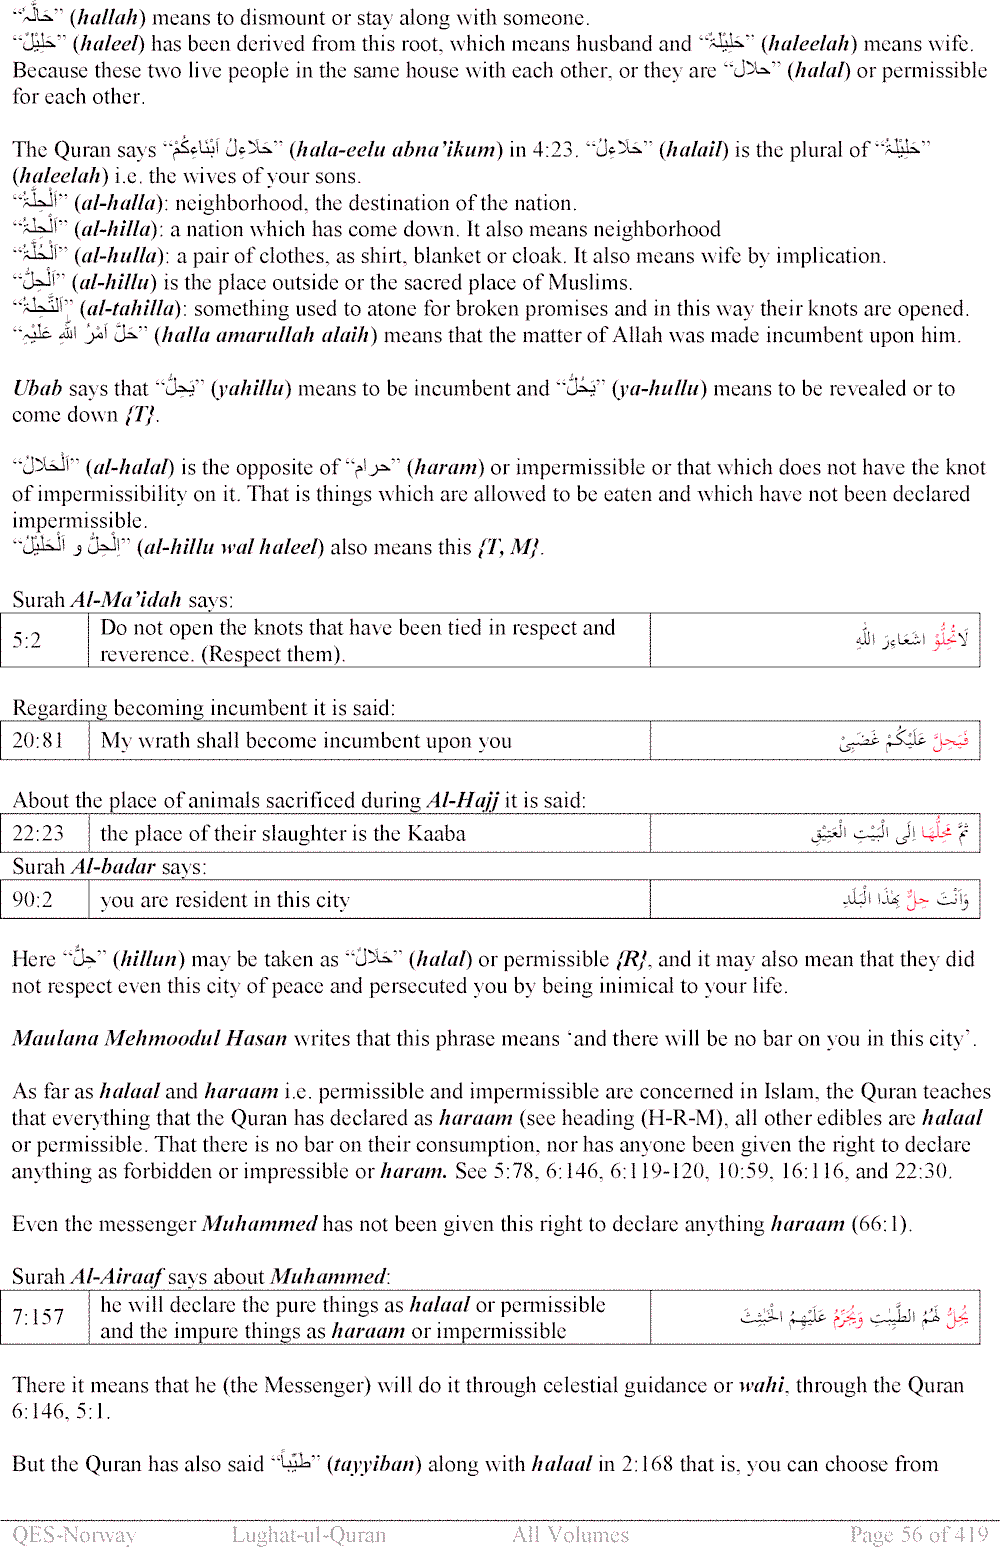 “حَالَّہٗ” (hallah) means to dismount or stay along with someone.
“حَلِیْلٌ” (haleel) has been derived from this root, which means husband and “حَلِیْلَۃٌ” (haleelah) means wife.
Because these two live people in the same house with each other, or they are “حلال” (halal) or permissible
for each other.
The Quran says “حَلَاءِلُ اَبْنَاءِکُمْ” (hala-eelu abna’ikum) in 4:23. “حَلَاءِلُ” (halail) is the plural of “حَلِیْلَۃٌ”
(haleelah) i.e. the wives of your sons.
“اَلْحِلَّۃُ” (al-halla): neighborhood, the destination of the nation.
“اَلْحِلَۃُ” (al-hilla): a nation which has come down. It also means neighborhood
“اَلْحُلَّۃُ” (al-hulla): a pair of clothes, as shirt, blanket or cloak. It also means wife by implication.
“اَلْحِلُّ” (al-hillu) is the place outside or the sacred place of Muslims.
“اَلتَّحِلَۃُ” (al-tahilla): something used to atone for broken promises and in this way their knots are opened.
“حَلَّ اَمْرُ اللّٰہِ عَلَیْہِ” (halla amarullah alaih) means that the matter of Allah was made incumbent upon him.
Ubab says that “یَحِلُّ” (yahillu) means to be incumbent and “یَحُلُّ” (ya-hullu) means to be revealed or to
come down {T}.
“اَلْحَلَالُ” (al-halal) is the opposite of “حرام” (haram) or impermissible or that which does not have the knot
of impermissibility on it. That is things which are allowed to be eaten and which have not been declared
impermissible.
“اِلْحِلُّ و اَلْحَلِیْلُ” (al-hillu wal haleel) also means this {T, M}.
Surah Al-Ma’idah says:
5:2 Do not open the knots that have been tied in respect and لَاتُحِلُّوْ اشَعَاءِرَ اللّٰہِ
reverence. (Respect them).
Regarding becoming incumbent it is said:
20:81 My wrath shall become incumbent upon you فَیَحِلَّ عَلَیْکُمْ غَضَبِیْ
About the place of animals sacrificed during Al-Hajj it is said:
22:23 the place of their slaughter is the Kaaba ثُمَّ مَحِلُّهَا اِلَى الْبَيْتِ الْعَتِيْقِ
Surah Al-badar says:
90:2 you are resident in this city وَاَنْتَ حِلٌّ بِهٰذَا الْبَلَدِ
Here “حِلٌّ” (hillun) may be taken as “حَلَالٌ” (halal) or permissible {R}, and it may also mean that they did
not respect even this city of peace and persecuted you by being inimical to your life.
Maulana Mehmoodul Hasan writes that this phrase means ‘and there will be no bar on you in this city’.
As far as halaal and haraam i.e. permissible and impermissible are concerned in Islam, the Quran teaches
that everything that the Quran has declared as haraam (see heading (H-R-M), all other edibles are halaal
or permissible. That there is no bar on their consumption, nor has anyone been given the right to declare
anything as forbidden or impressible or haram. See 5:78, 6:146, 6:119-120, 10:59, 16:116, and 22:30.
Even the messenger Muhammed has not been given this right to declare anything haraam (66:1).
Surah Al-Airaaf says about Muhammed:
7:157 he will declare the pure things as halaal or permissible يُحِلُّ لَهُمُ الطَّيِّبٰتِ وَيُحَرِّمُ عَلَيْهِمُ الْخَبٰئِثَ
and the impure things as haraam or impermissible
There it means that he (the Messenger) will do it through celestial guidance or wahi, through the Quran
6:146, 5:1.
But the Quran has also said “طَیِّباً” (tayyiban) along with halaal in 2:168 that is, you can choose from
QES-Norway Lughat-ul-Quran All Volumes Page 56 of 419